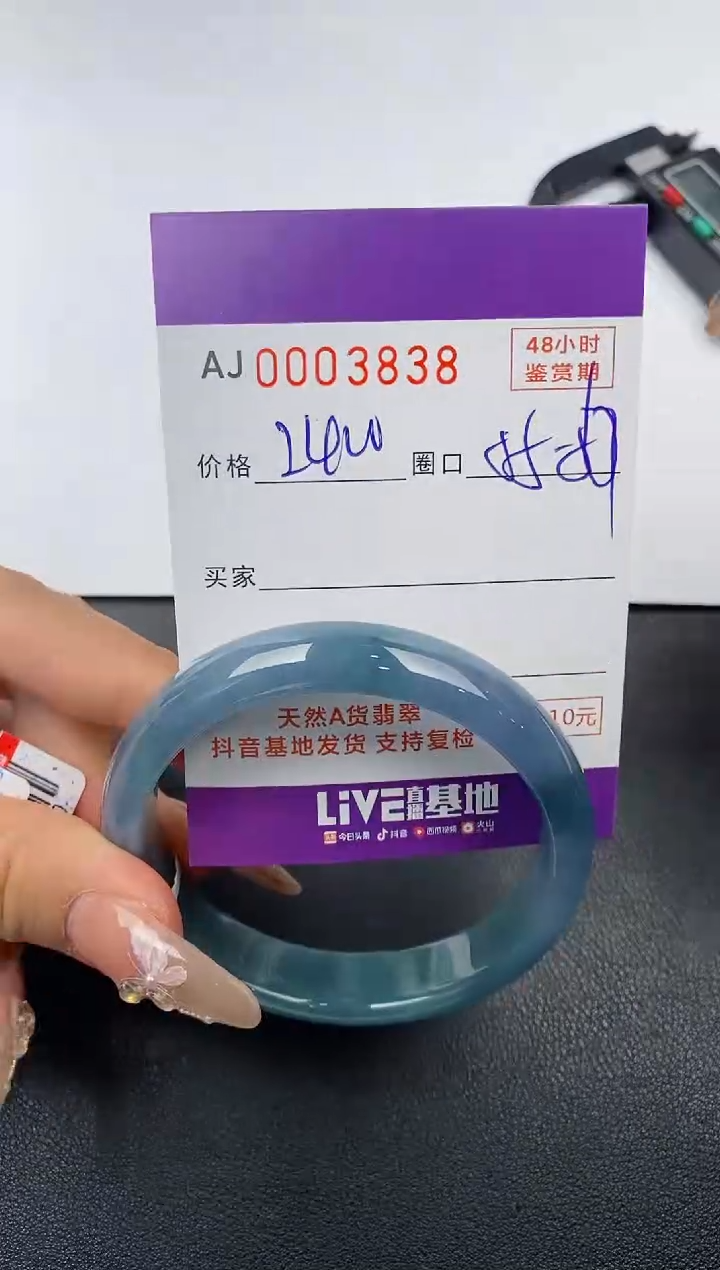 AJ 0003838
48小时
鉴赏期
价格 圈口
买家
10元
天然A货翡翠
抖音基地发货 支持复检
LiVE直播基地
今日头条 抖音 西瓜视频 火山